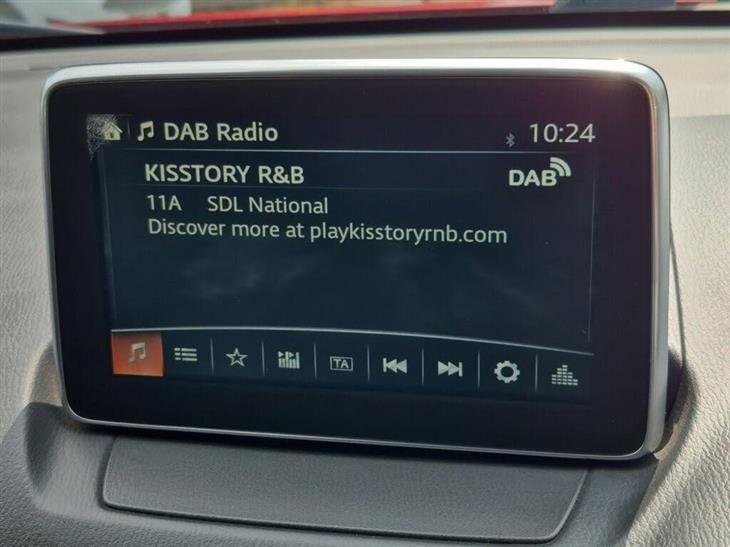 DAB Radio 10:24
KISSTORY R&B DAB
11A SDL National
Discover more at playkisstoryrnb.com
TA